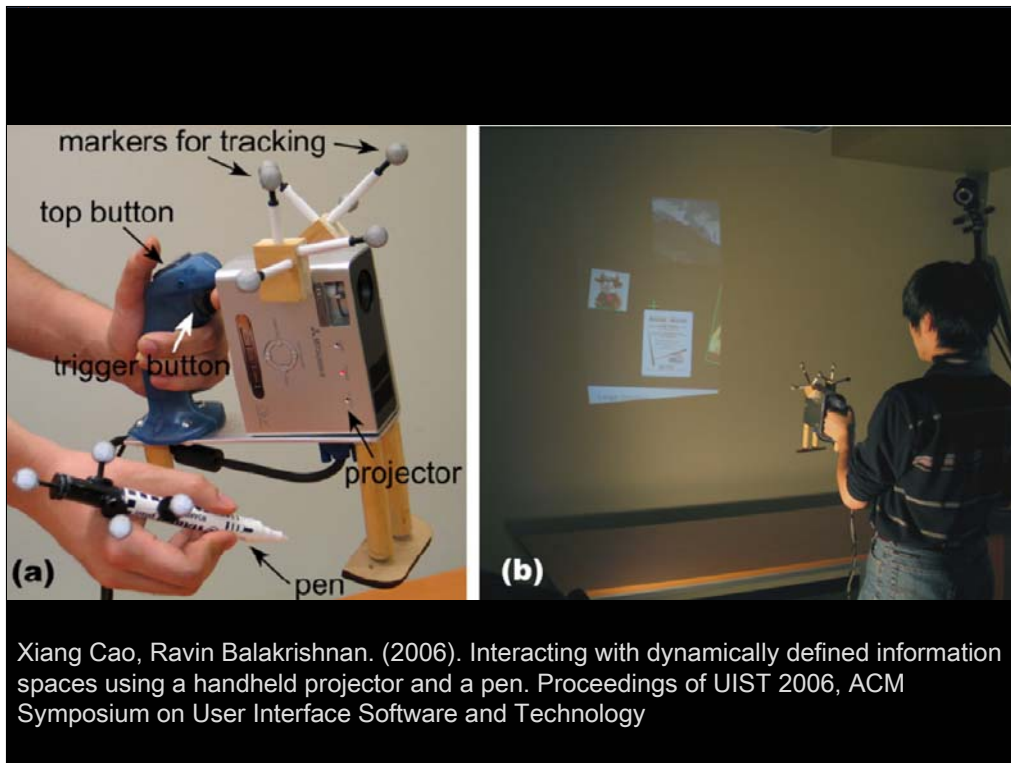 markers for tracking
top button
trigger button
projector
pen
(a)
(b)
Xiang Cao, Ravin Balakrishnan. (2006). Interacting with dynamically defined information
spaces using a handheld projector and a pen. Proceedings of UIST 2006, ACM
Symposium on User Interface Software and Technology